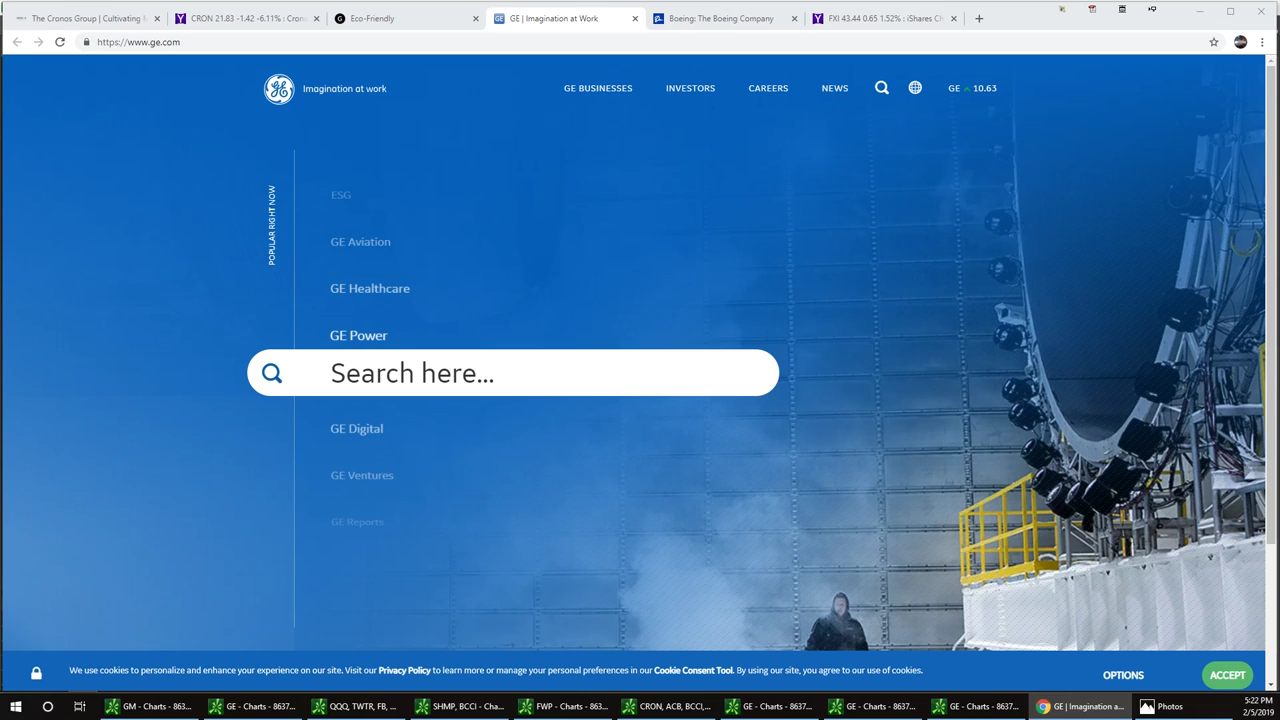 The Cronos Group | Cultivating
CRON 21.83 -1.42 -6.11% : Crono
Eco-Friendly
GE | Imagination at Work
Boeing: The Boeing Company
FXI 43.44 0.65 1.52% : iShares Ch
https://www.ge.com
Imagination at work
GE BUSINESSES
INVESTORS
CAREERS
NEWS
GE 10.63
POPULAR RIGHT NOW
ESG
GE Aviation
GE Healthcare
GE Power
Search here...
GE Digital
GE Ventures
GE Reports
We use cookies to personalize and enhance your experience on our site. Visit our Privacy Policy to learn more or manage your personal preferences in our Cookie Consent Tool. By using our site, you agree to our use of cookies.
OPTIONS
ACCEPT
GM - Charts - 863...
GE - Charts - 8637...
QQQ, TWTR, FB, ...
SHMP, BCCI - Cha...
FWP - Charts - 863...
CRON, ACB, BCCI,...
GE - Charts - 8637...
GE - Charts - 8637...
GE - Charts - 8637...
GE | Imagination a...
Photos
5:22 PM
2/5/2019